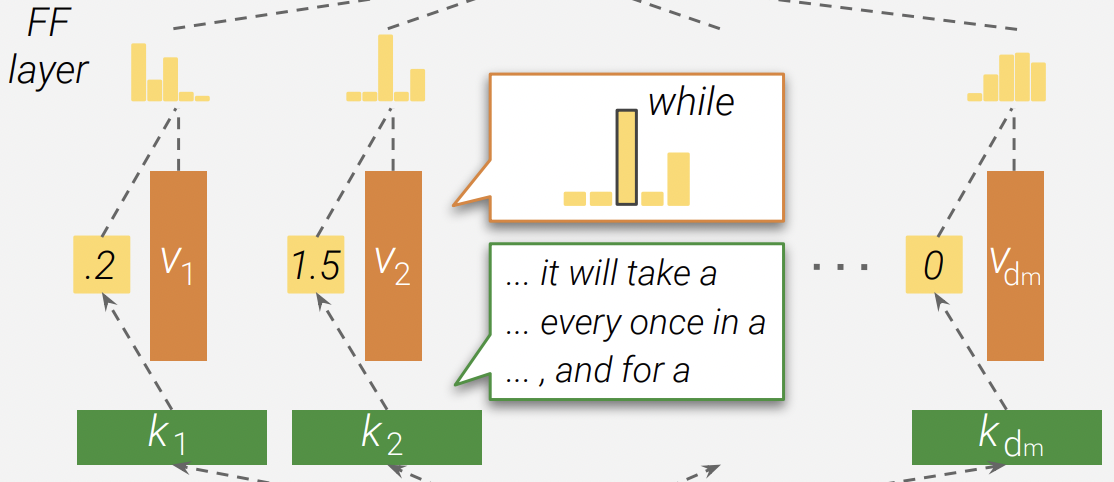 FF
layer
while
.2
v1
1.5
v2
... it will take a
... every once in a
... , and for a
...
0
vdm
k1
k2
kdm